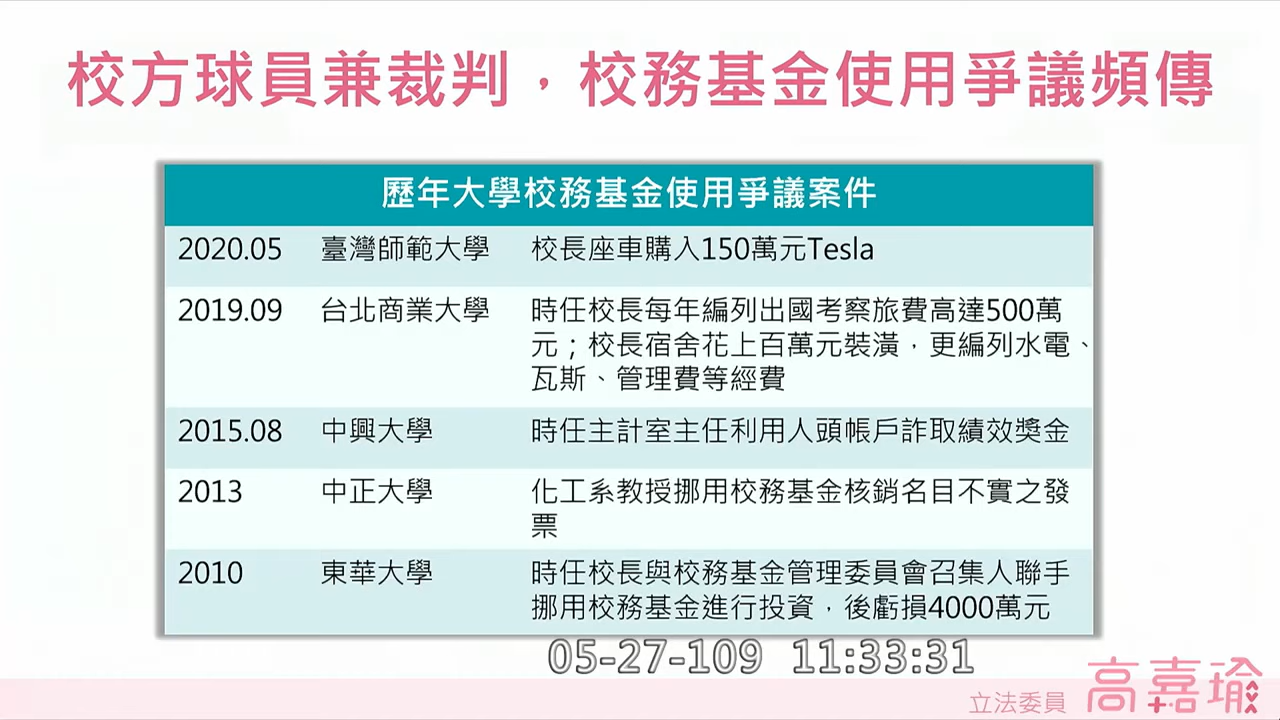 校方球員兼裁判，校務基金使用爭議頻傳
歷年大學校務基金使用爭議案件
2020.05 臺灣師範大學 校長座車購入150萬元Tesla
2019.09 台北商業大學 時任校長每年編列出國考察旅費高達500萬
元；校長宿舍花上百萬元裝潢，更編列水電、
瓦斯、管理費等經費
2015.08 中興大學 時任主計室主任利用人頭帳戶詐取績效獎金
2013 中正大學 化工系教授挪用校務基金核銷名目不實之發
票
2010 東華大學 時任校長與校務基金管理委員會召集人聯手
挪用校務基金進行投資，後虧損4000萬元
05-27-109 11:33:31
立法委員 高嘉瑜